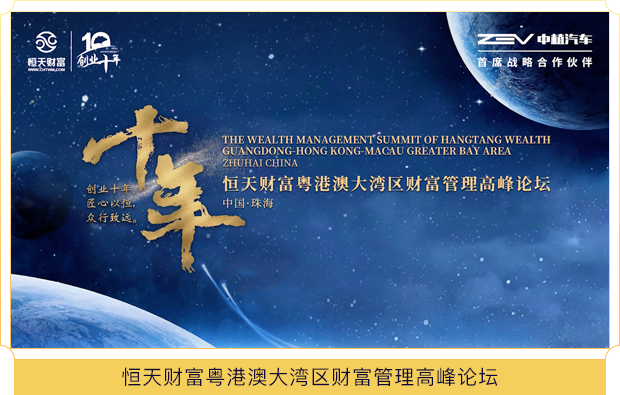 恒天财富
WWW.CHTWM.COM
10
创业十年
ZEV 中植汽车
首席战略合作伙伴
十年
创业十年
匠心以恒,
众行致远。
THE WEALTH MANAGEMENT SUMMIT OF HANGTANG WEALTH
GUANGDONG-HONG KONG-MACAU GREATER BAY AREA
ZHUHAI CHINA
恒天财富粤港澳大湾区财富管理高峰论坛
中国·珠海
恒天财富粤港澳大湾区财富管理高峰论坛